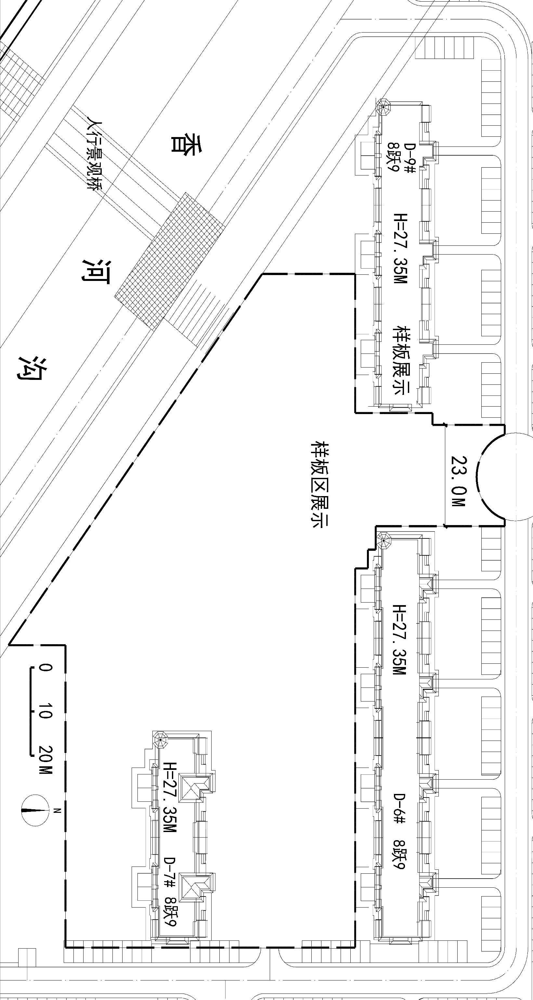 D-9#
8跃9
H=27.35M
样板展示
人行景观桥
香
河
沟
23.0M
样板区展示
H=27.35M
D-6# 8跃9
H=27.35M
D-7# 8跃9
0 10 20M
N